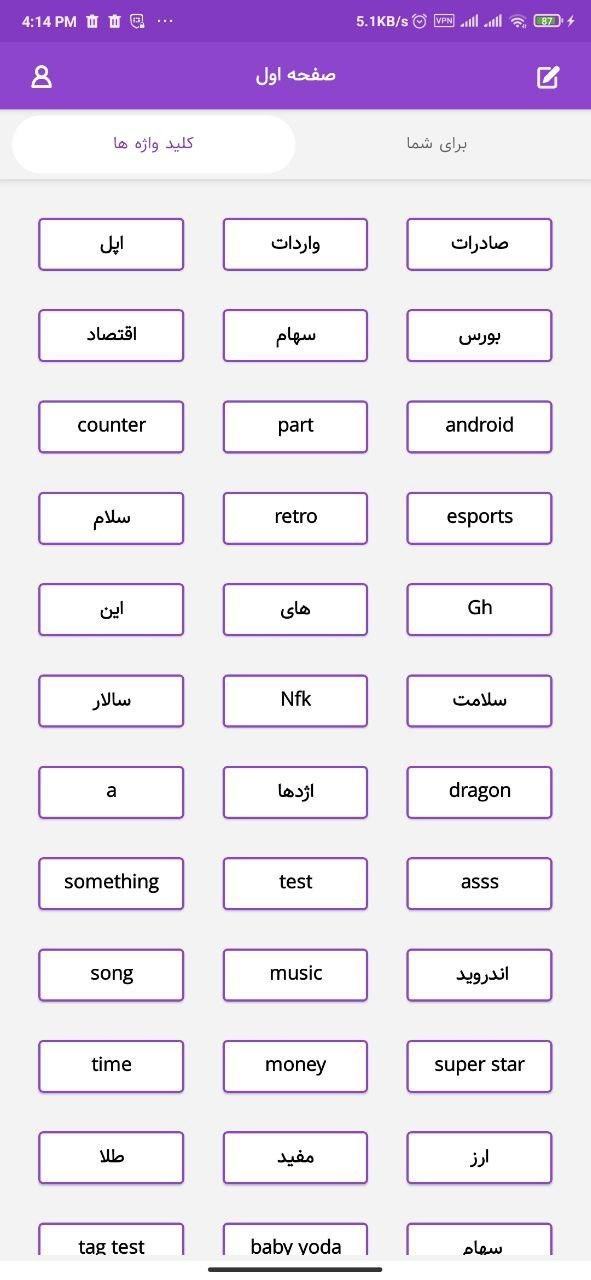 4:14 PM ... 5.1KB/s VPN 87
صفحه اول
برای شما
کلید واژه ها
صادرات
واردات
اپل
بورس
سهام
اقتصاد
android
part
counter
esports
retro
سلام
Gh
های
این
سلامت
Nfk
سالار
dragon
اژدها
a
asss
test
something
اندروید
music
song
super star
money
time
ارز
مفید
طلا
سهام
baby yoda
tag test